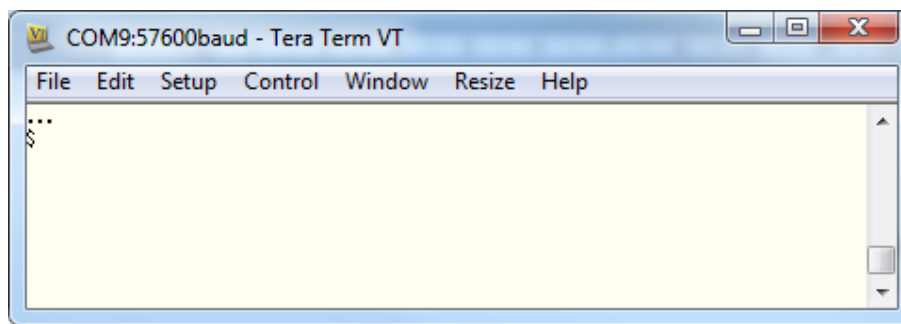 COM9:57600baud - Tera Term VT
File Edit Setup Control Window Resize Help
...
$